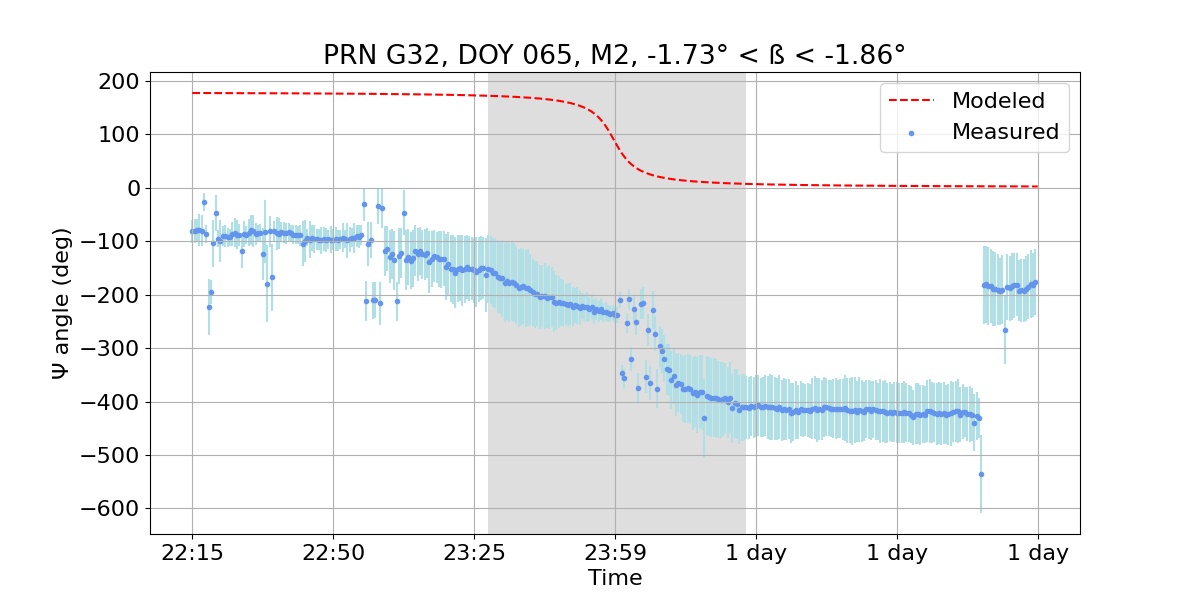 PRN G32, DOY 065, M2, -1.73° < ß < -1.86°
Ψ angle (deg)
200
100
0
−100
−200
−300
−400
−500
−600
Modeled
Measured
22:15 22:50 23:25 23:59 1 day 1 day 1 day
Time